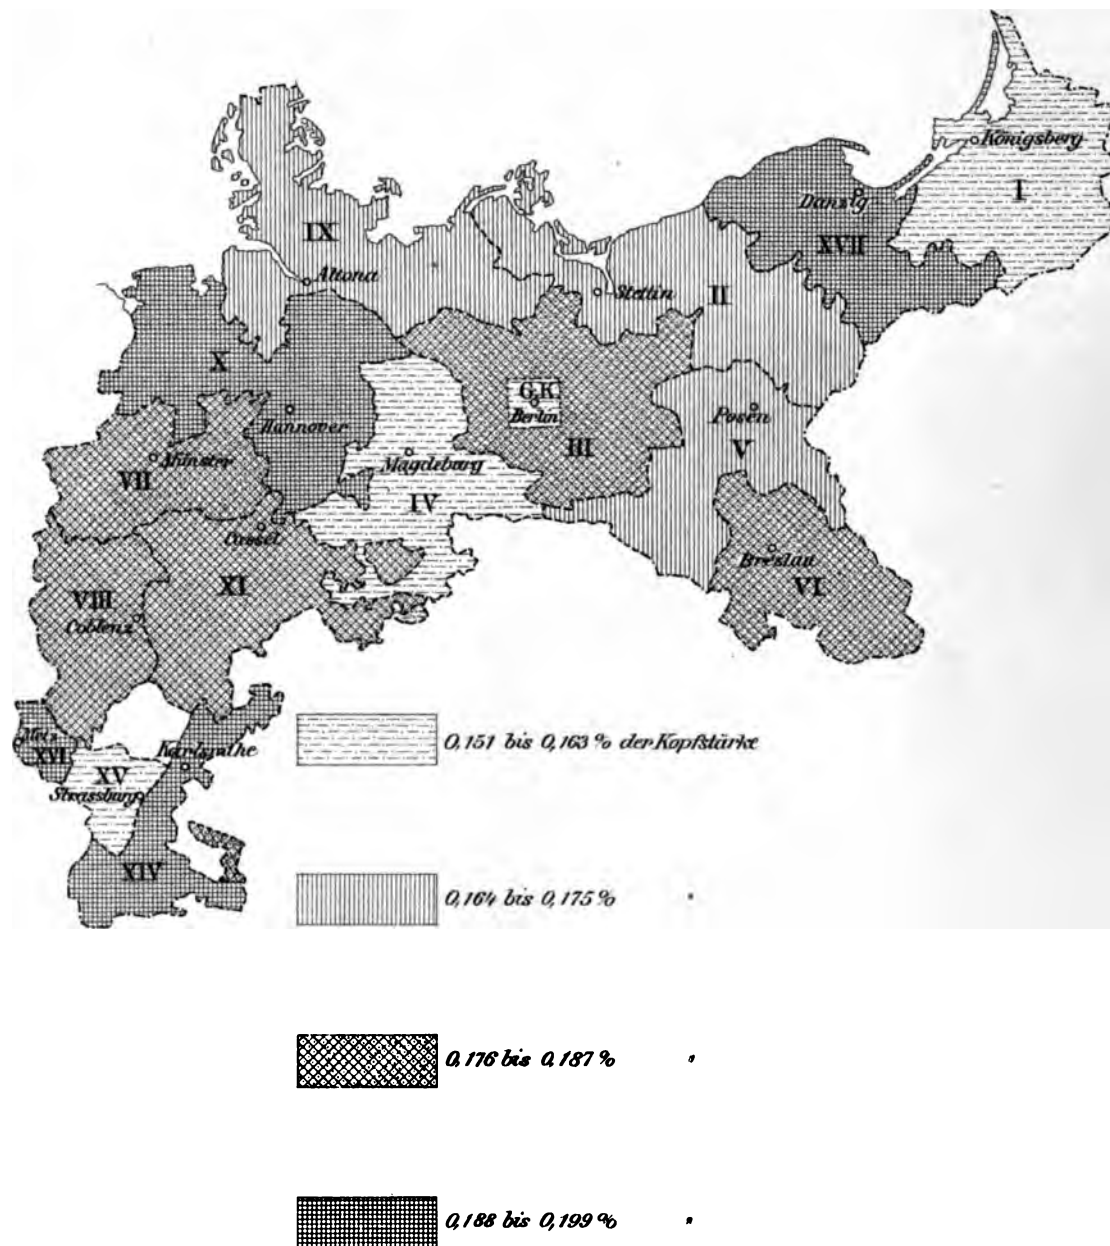 Königsberg
I
Danzig
XVII
IX
Altona
Stettin
II
X
G.K.
Berlin
Posen
Hannover
III
V
Münster
Magdeburg
VII
IV
Cassel
Breslau
XI
VI
VIII
Coblenz
Metz
XVI
Karlsruhe
XV
Strassburg
XIV
0,151 bis 0,163 % der Kopfstärke
0,164 bis 0,175 % "
0,176 bis 0,187 % "
0,188 bis 0,199 % "